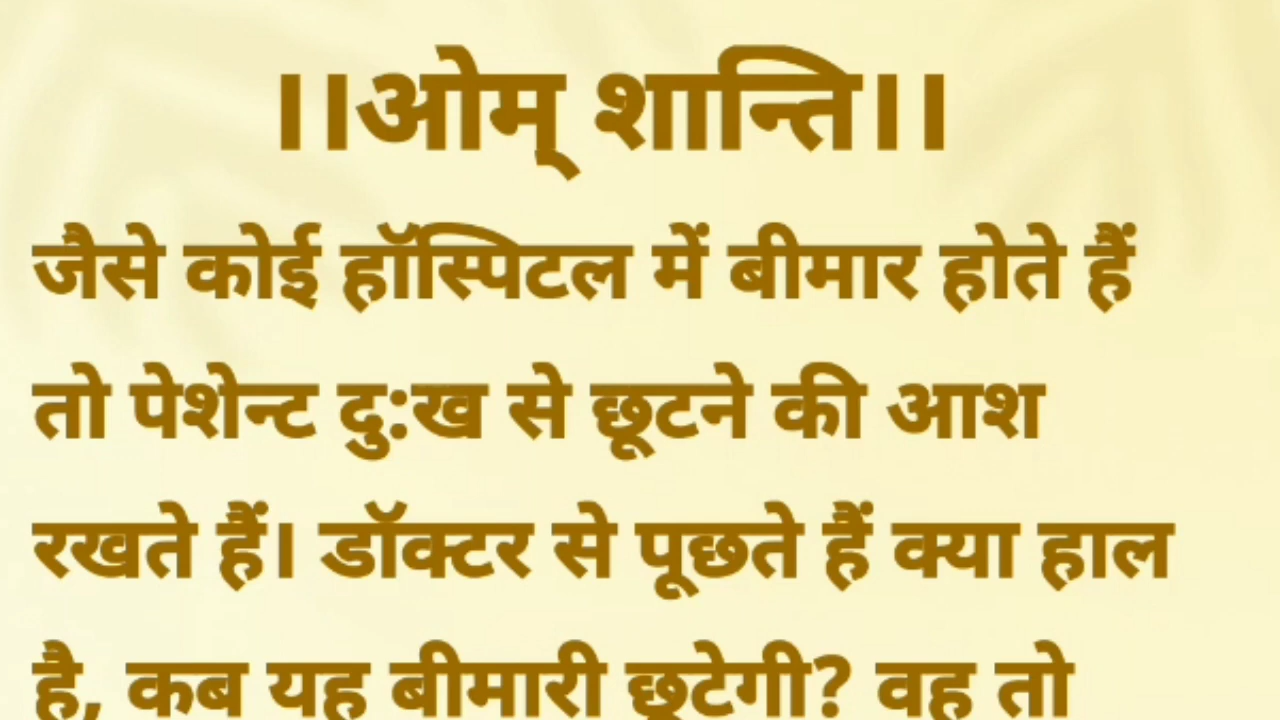 ।।ओम् शान्ति।।
जैसे कोई हॉस्पिटल में बीमार होते हैं
तो पेशेन्ट दु:ख से छूटने की आश
रखते हैं। डॉक्टर से पूछते हैं क्या हाल
है, कब यह बीमारी छूटेगी? वह तो